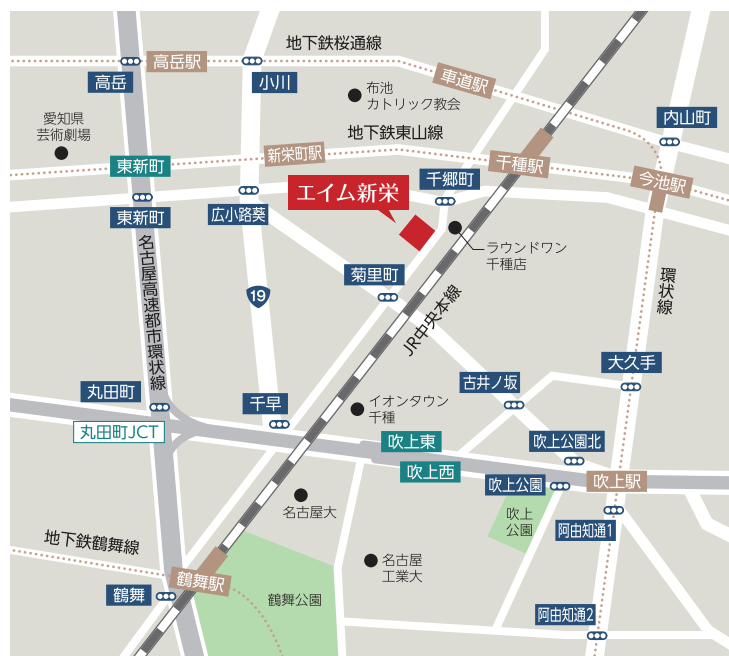 地下鉄桜通線
高岳駅
高岳
小川
車道駅
布池
カトリック教会
愛知県
芸術劇場
内山町
地下鉄東山線
新栄町駅
千種駅
東新町
今池駅
千郷町
エイム新栄
東新町
広小路葵
ラウンドワン
千種店
名古屋高速都市環状線
菊里町
環状線
19
JR中央本線
大久手
丸田町
古井ノ坂
千早
イオンタウン
千種
丸田町JCT
吹上東
吹上公園北
吹上西
吹上公園
吹上駅
名古屋大
吹上
公園
阿由知通1
地下鉄鶴舞線
名古屋
工業大
鶴舞駅
鶴舞
鶴舞公園
阿由知通2